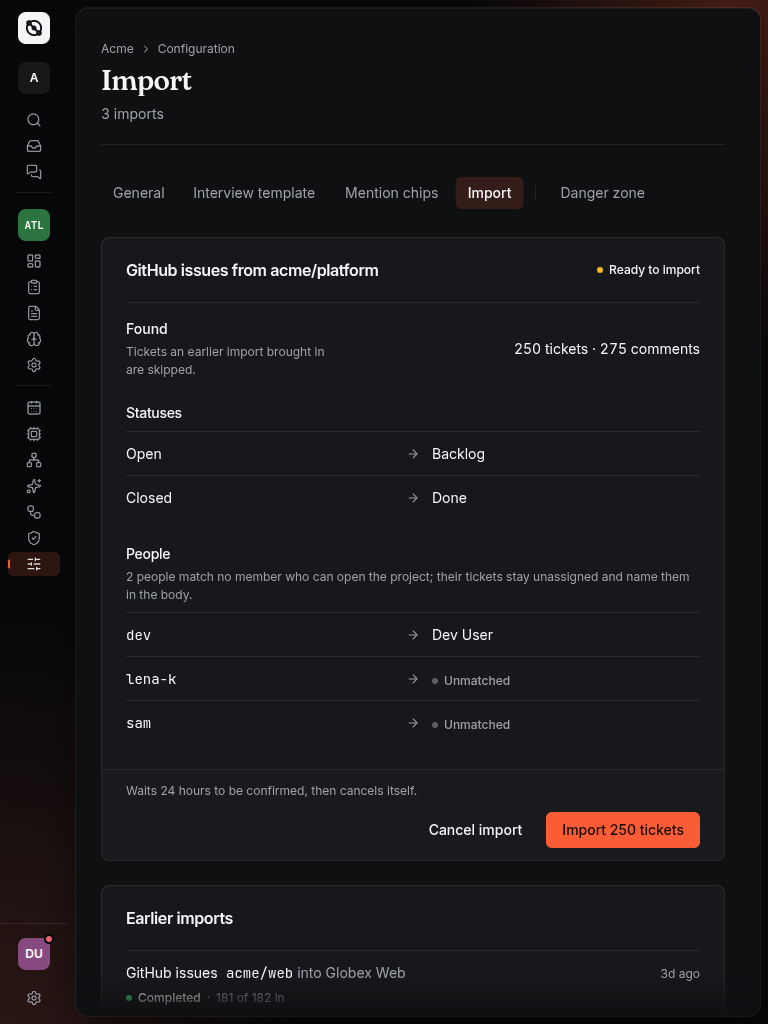 A
ATL
DU
Acme > Configuration
Import
3 imports
General Interview template Mention chips Import Danger zone
GitHub issues from acme/platform Ready to import
Found
Tickets an earlier import brought in
are skipped.
250 tickets · 275 comments
Statuses
Open → Backlog
Closed → Done
People
2 people match no member who can open the project; their tickets stay unassigned and name them
in the body.
dev → Dev User
lena-k → Unmatched
sam → Unmatched
Waits 24 hours to be confirmed, then cancels itself.
Cancel import Import 250 tickets
Earlier imports
GitHub issues acme/web into Globex Web 3d ago
Completed · 181 of 182 in